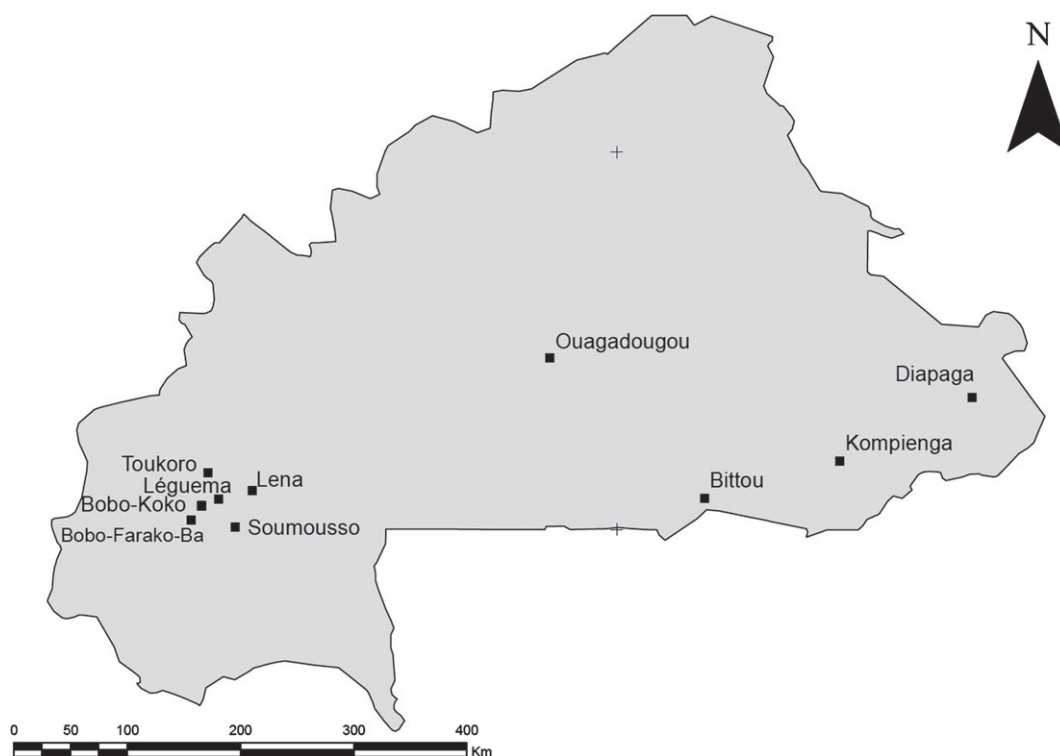 N
Ouagadougou
Diapaga
Kompienga
Bittou
Toukoro
Léguema
Lena
Bobo-Koko
Bobo-Farako-Ba
Soumousso
0 50 100 200 300 400
Km